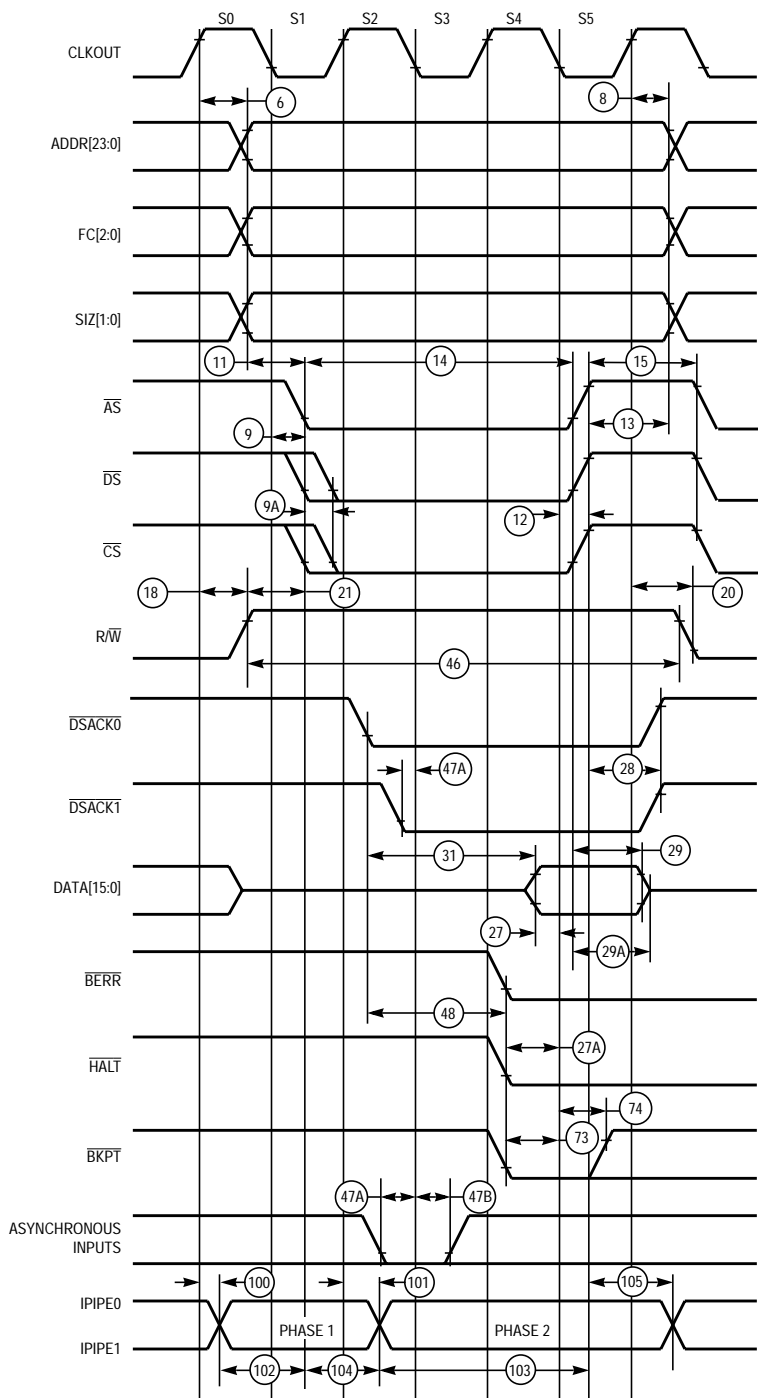 S0 S1 S2 S3 S4 S5
CLKOUT
6 8
ADDR[23:0]
FC[2:0]
SIZ[1:0]
11 14 15
AS
13
9
DS
9A 12
CS
18 21 20
R/W
46
DSACK0
47A 28
DSACK1
31 29
DATA[15:0]
27
29A
BERR
48
27A
HALT
74
73
BKPT
47A 47B
ASYNCHRONOUS
INPUTS
100 101 105
IPIPE0
PHASE 1 PHASE 2
IPIPE1
102 104 103